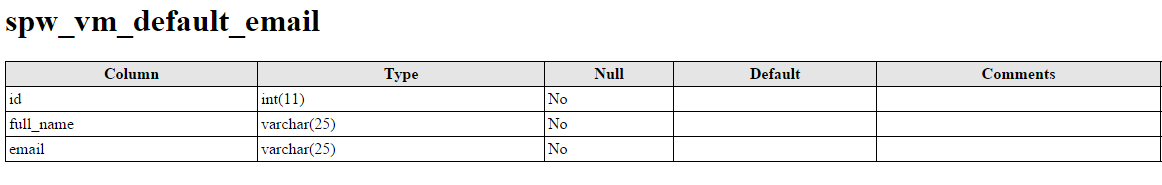 spw_vm_default_email
Column Type Null Default Comments
id int(11) No
full_name varchar(25) No
email varchar(25) No